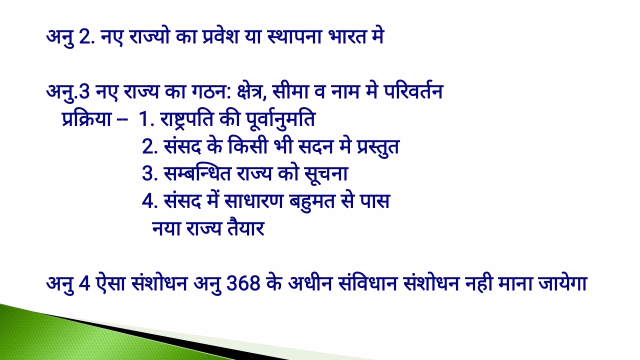 अनु 2. नए राज्यो का प्रवेश या स्थापना भारत मे
अनु.3 नए राज्य का गठन: क्षेत्र, सीमा व नाम मे परिवर्तन
प्रक्रिया – 1. राष्ट्रपति की पूर्वानुमति
2. संसद के किसी भी सदन मे प्रस्तुत
3. सम्बन्धित राज्य को सूचना
4. संसद में साधारण बहुमत से पास
नया राज्य तैयार
अनु 4 ऐसा संशोधन अनु 368 के अधीन संविधान संशोधन नही माना जायेगा